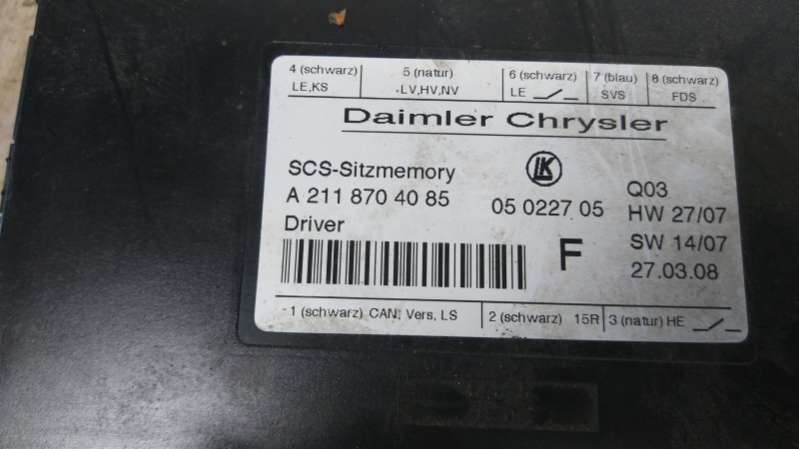 4 (schwarz) 5 (natur) 6 (schwarz) 7 (blau) 8 (schwarz)
LE,KS LV,HV,NV LE SVS FDS
Daimler Chrysler
SCS-Sitzmemory LK Q03
A 211 870 40 85 05 0227 05 HW 27/07
Driver F SW 14/07
27.03.08
1 (schwarz) CAN, Vers, LS 2 (schwarz) 15R 3 (natur) HE